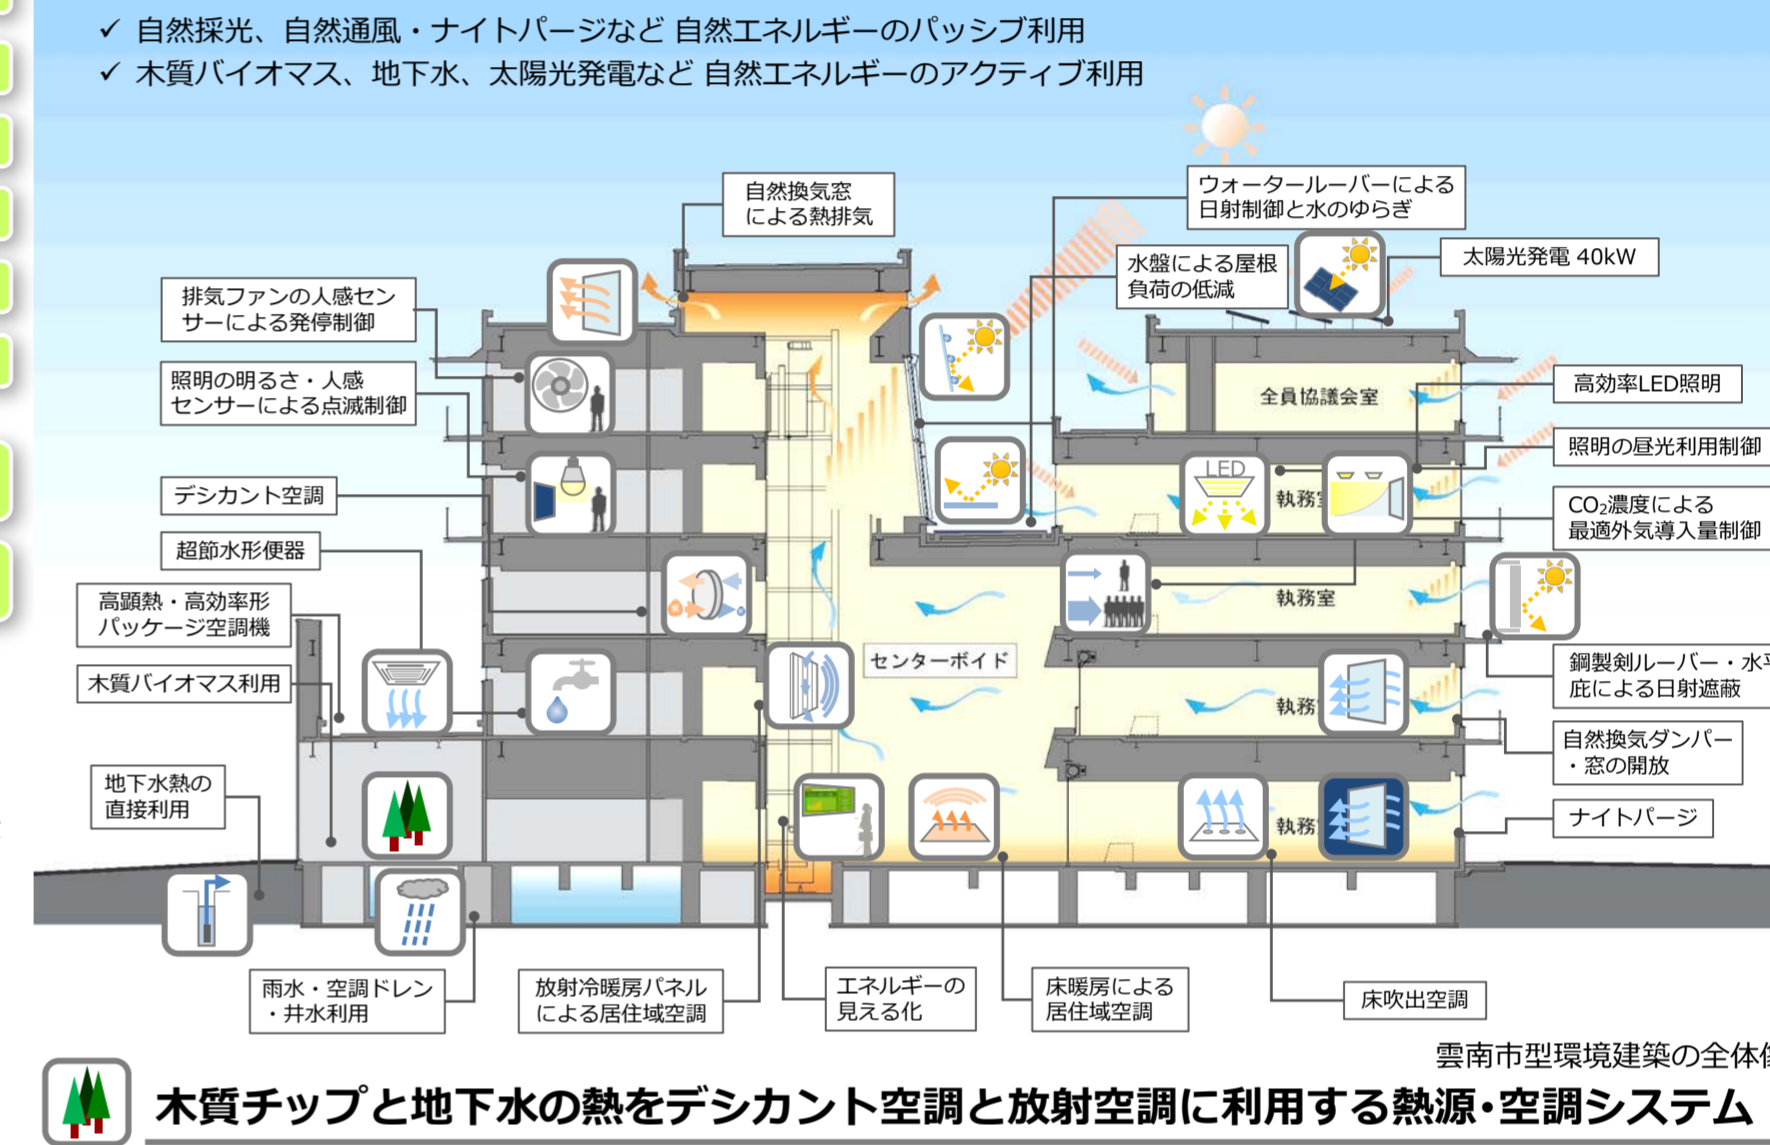 ✓ 自然採光、自然通風・ナイトパージなど 自然エネルギーのパッシブ利用
✓ 木質バイオマス、地下水、太陽光発電など 自然エネルギーのアクティブ利用
自然換気窓
による熱排気
ウォータールーバーによる
日射制御と水のゆらぎ
水盤による屋根
負荷の低減
太陽光発電 40kW
排気ファンの人感セン
サーによる発停制御
照明の明るさ・人感
センサーによる点滅制御
デシカント空調
超節水形便器
高顕熱・高効率形
パッケージ空調機
木質バイオマス利用
地下水熱の
直接利用
全員協議会室
高効率LED照明
照明の昼光利用制御
LED
執務
CO₂濃度による
最適外気導入量制御
執務室
センターボイド
鋼製剣ルーバー・水平
庇による日射遮蔽
執務
自然換気ダンパー
・窓の開放
執務
ナイトパージ
雨水・空調ドレン
・井水利用
放射冷暖房パネル
による居住域空調
エネルギーの
見える化
床暖房による
居住域空調
床吹出空調
雲南市型環境建築の全体像
木質チップと地下水の熱をデシカント空調と放射空調に利用する熱源・空調システム